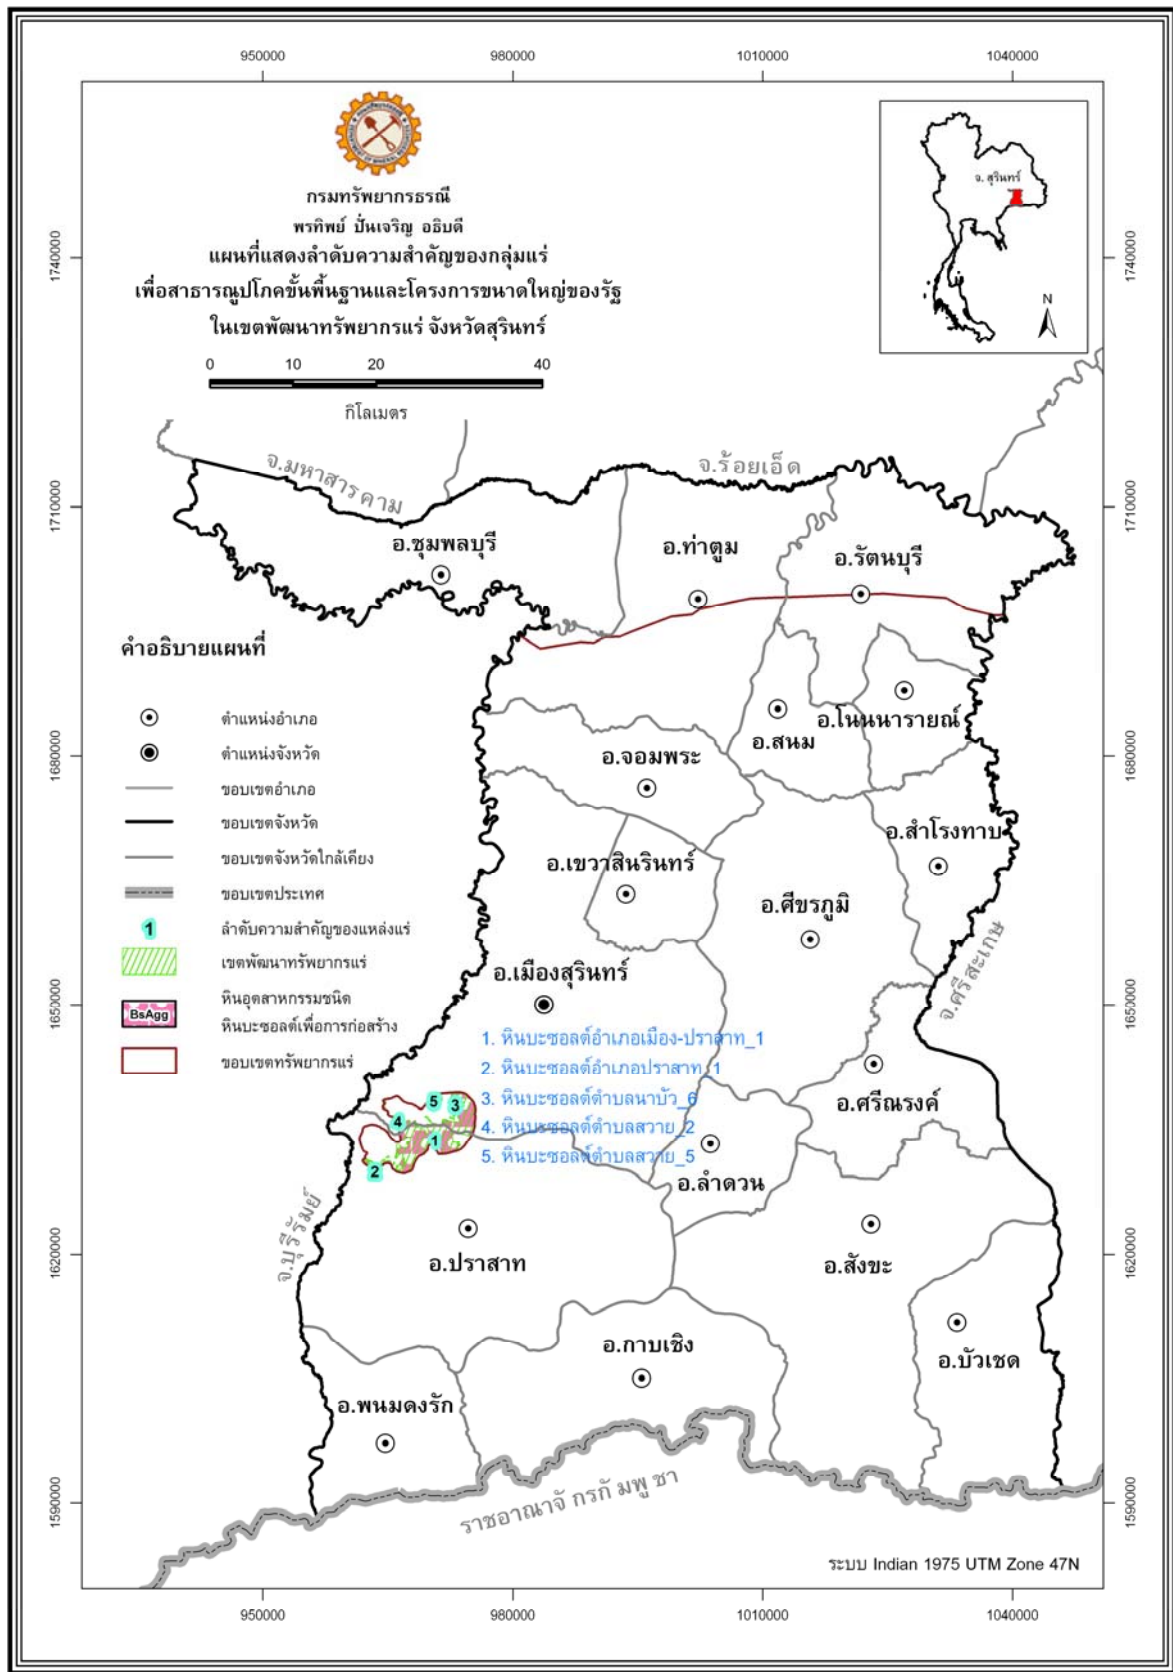 950000 980000 1010000 1040000
กรมทรัพยากรธรณี
พรทิพย์ ปั่นเจริญ อธิบดี
แผนที่แสดงลำดับความสำคัญของกลุ่มแร่
เพื่อสาธารณูปโภคขั้นพื้นฐานและโครงการขนาดใหญ่ของรัฐ
ในเขตพัฒนาทรัพยากรแร่ จังหวัดสุรินทร์
0 10 20 40
กิโลเมตร
จ. สุรินทร์
N
1740000 1740000
จ.มหาสารคาม
จ.ร้อยเอ็ด
1710000 1710000
อ.ชุมพลบุรี
อ.ท่าตูม
อ.รัตนบุรี
คำอธิบายแผนที่
ตำแหน่งอำเภอ
ตำแหน่งจังหวัด
ขอบเขตอำเภอ
ขอบเขตจังหวัด
ขอบเขตจังหวัดใกล้เคียง
ขอบเขตประเทศ
1 ลำดับความสำคัญของแหล่งแร่
เขตพัฒนาทรัพยากรแร่
BsAgg หินอุตสาหกรรมชนิด
หินบะซอลต์เพื่อการก่อสร้าง
ขอบเขตทรัพยากรแร่
อ.โนนนารายณ์
อ.สนม
อ.จอมพระ
1680000 1680000
อ.สำโรงทาบ
อ.เขวาสินรินทร์
อ.ศีขรภูมิ
จ.ศรีสะเกษ
อ.เมืองสุรินทร์
1650000 1650000
1. หินบะซอลต์อำเภอเมือง-ปราสาท_1
2. หินบะซอลต์อำเภอปราสาท_1
3. หินบะซอลต์ตำบลนาบัว_6
4. หินบะซอลต์ตำบลสวาย_2
5. หินบะซอลต์ตำบลสวาย_5
5 3
4
1
2
อ.ศรีณรงค์
อ.ลำดวน
จ.บุรีรัมย์
อ.ปราสาท
อ.สังขะ
1620000 1620000
อ.กาบเชิง
อ.บัวเชด
อ.พนมดงรัก
ราชอาณาจักรกัมพูชา
1590000 1590000
ระบบ Indian 1975 UTM Zone 47N
950000 980000 1010000 1040000